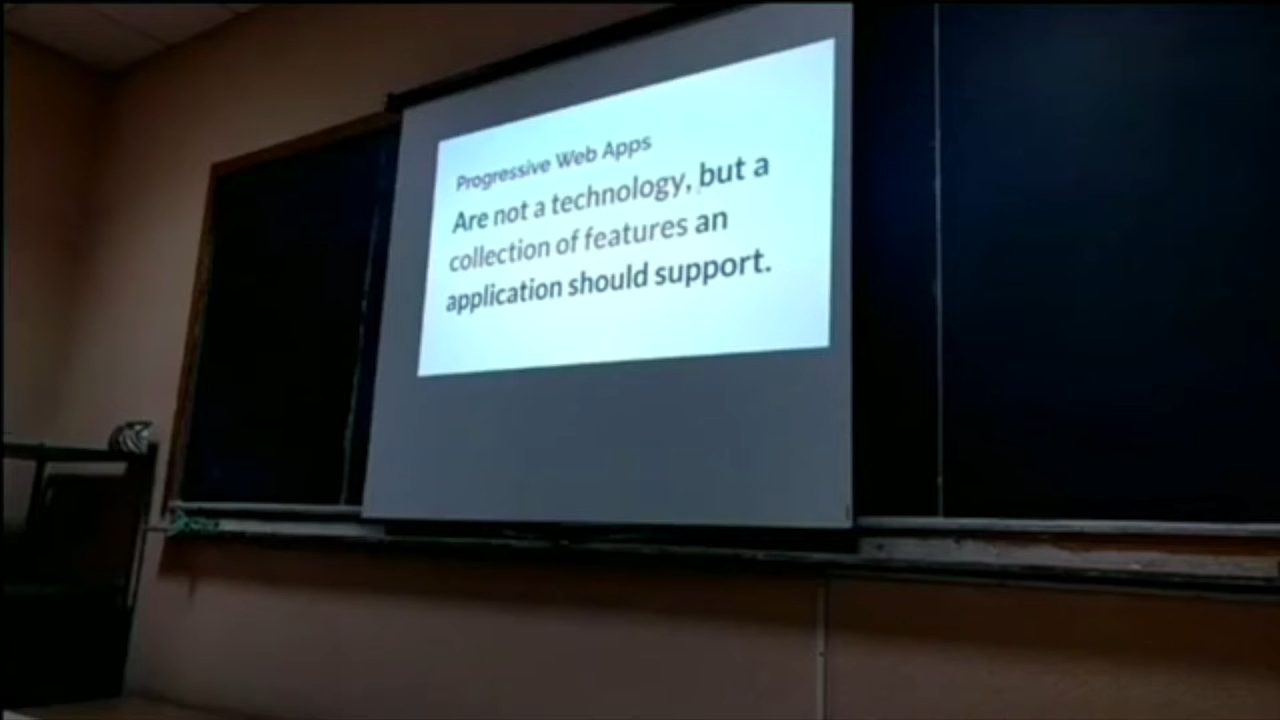 Progressive Web Apps
Are not a technology, but a
collection of features an
application should support.